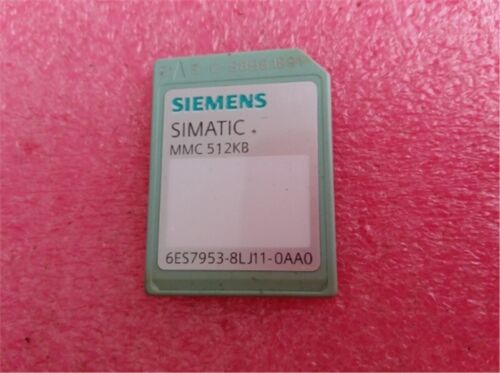 SIEMENS
SIMATIC
MMC 512KB
6ES7953-8LJ11-0AA0